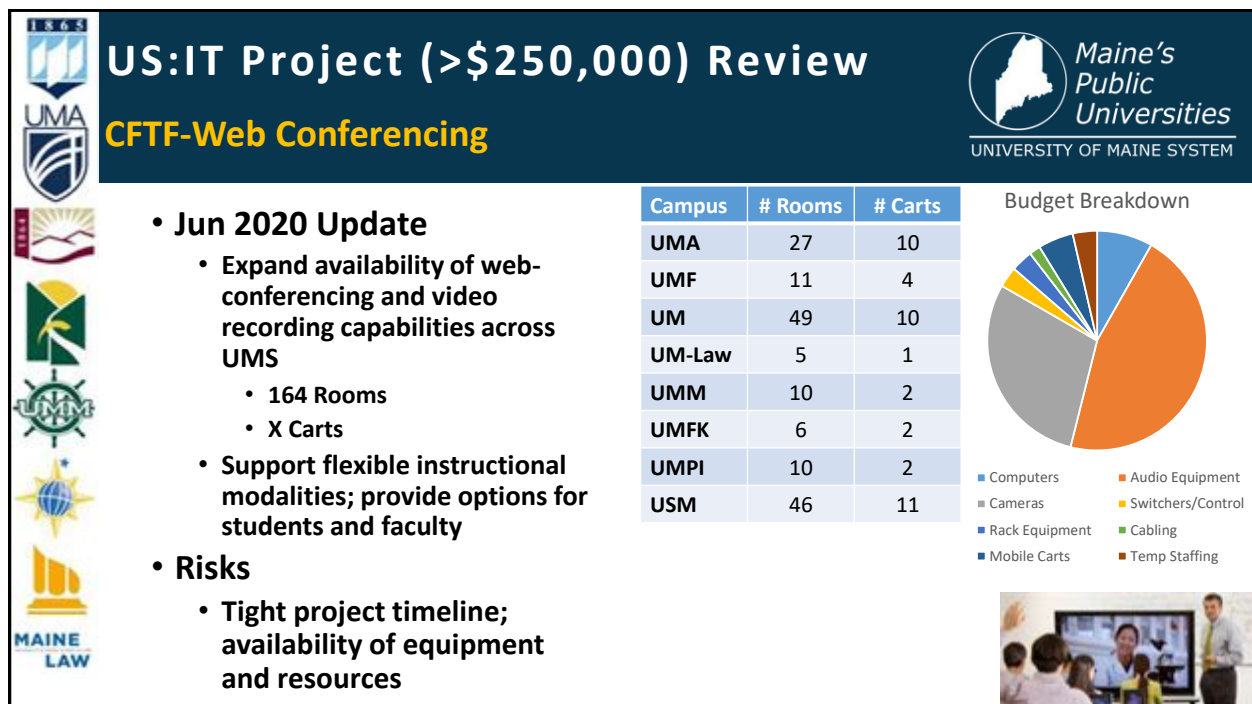 1865
UMA
1864
UMM
MAINE
LAW
US:IT Project (>$250,000) Review
CFTF-Web Conferencing
Maine's
Public
Universities
UNIVERSITY OF MAINE SYSTEM
• Jun 2020 Update
• Expand availability of web-
conferencing and video
recording capabilities across
UMS
• 164 Rooms
• X Carts
• Support flexible instructional
modalities; provide options for
students and faculty
• Risks
• Tight project timeline;
availability of equipment
and resources
Campus # Rooms # Carts
UMA 27 10
UMF 11 4
UM 49 10
UM-Law 5 1
UMM 10 2
UMFK 6 2
UMPI 10 2
USM 46 11
Budget Breakdown
Computers Audio Equipment
Cameras Switchers/Control
Rack Equipment Cabling
Mobile Carts Temp Staffing